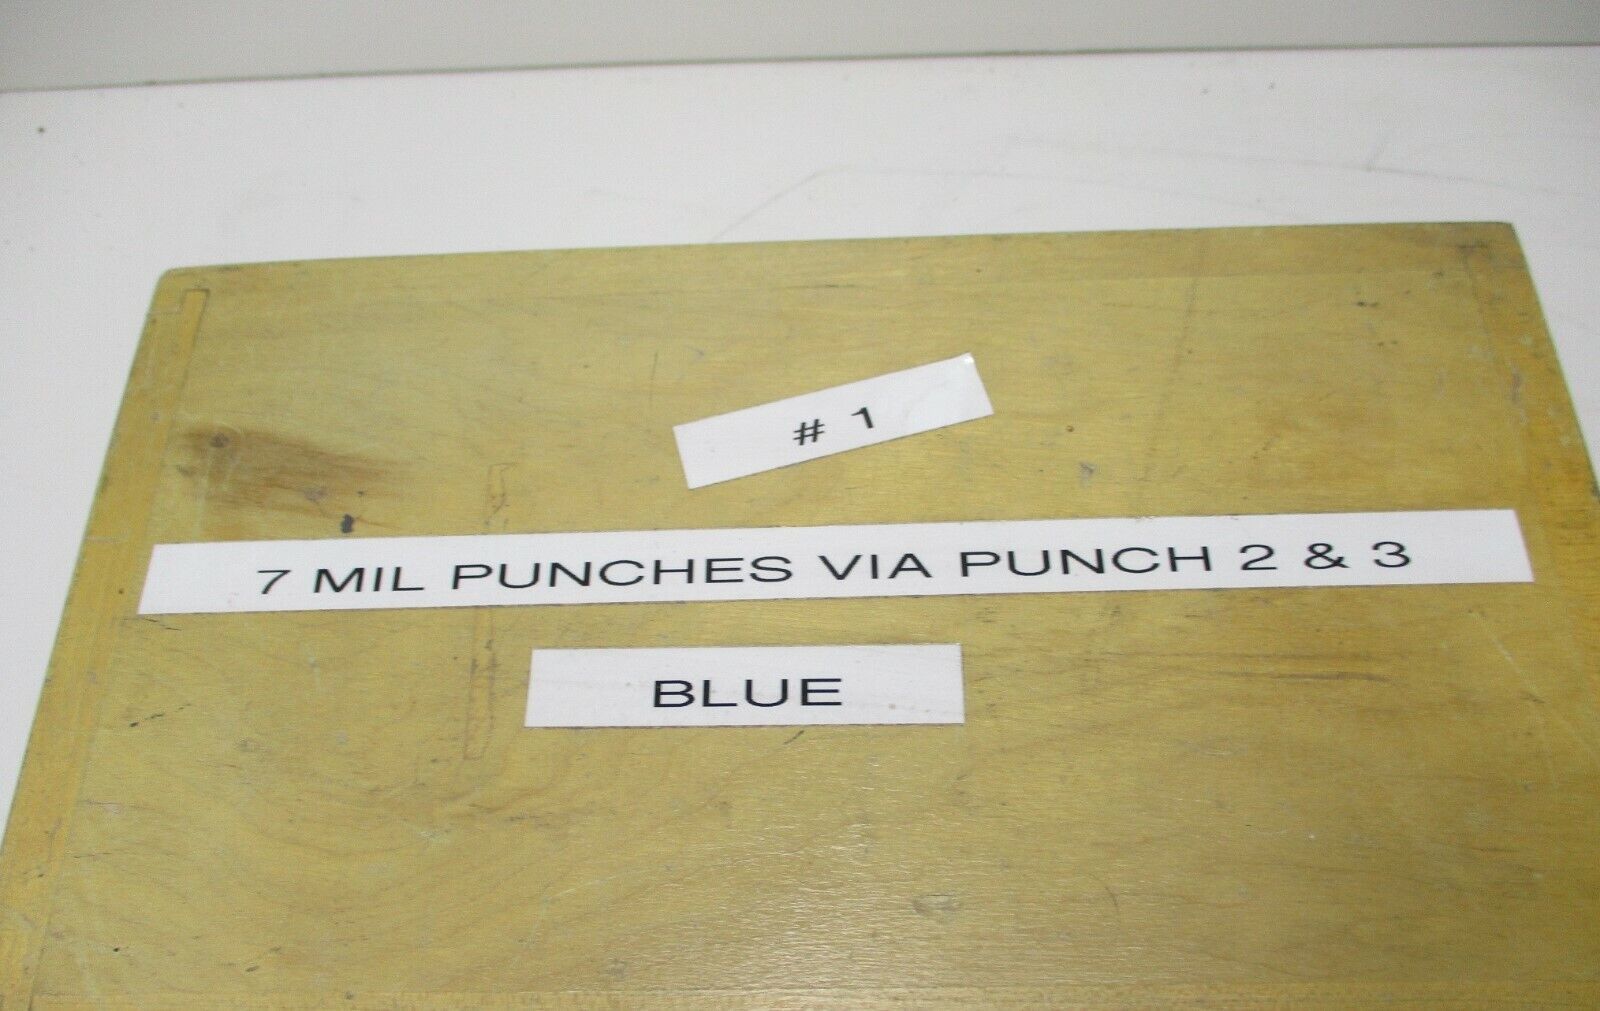 # 1
7 MIL PUNCHES VIA PUNCH 2 & 3
BLUE